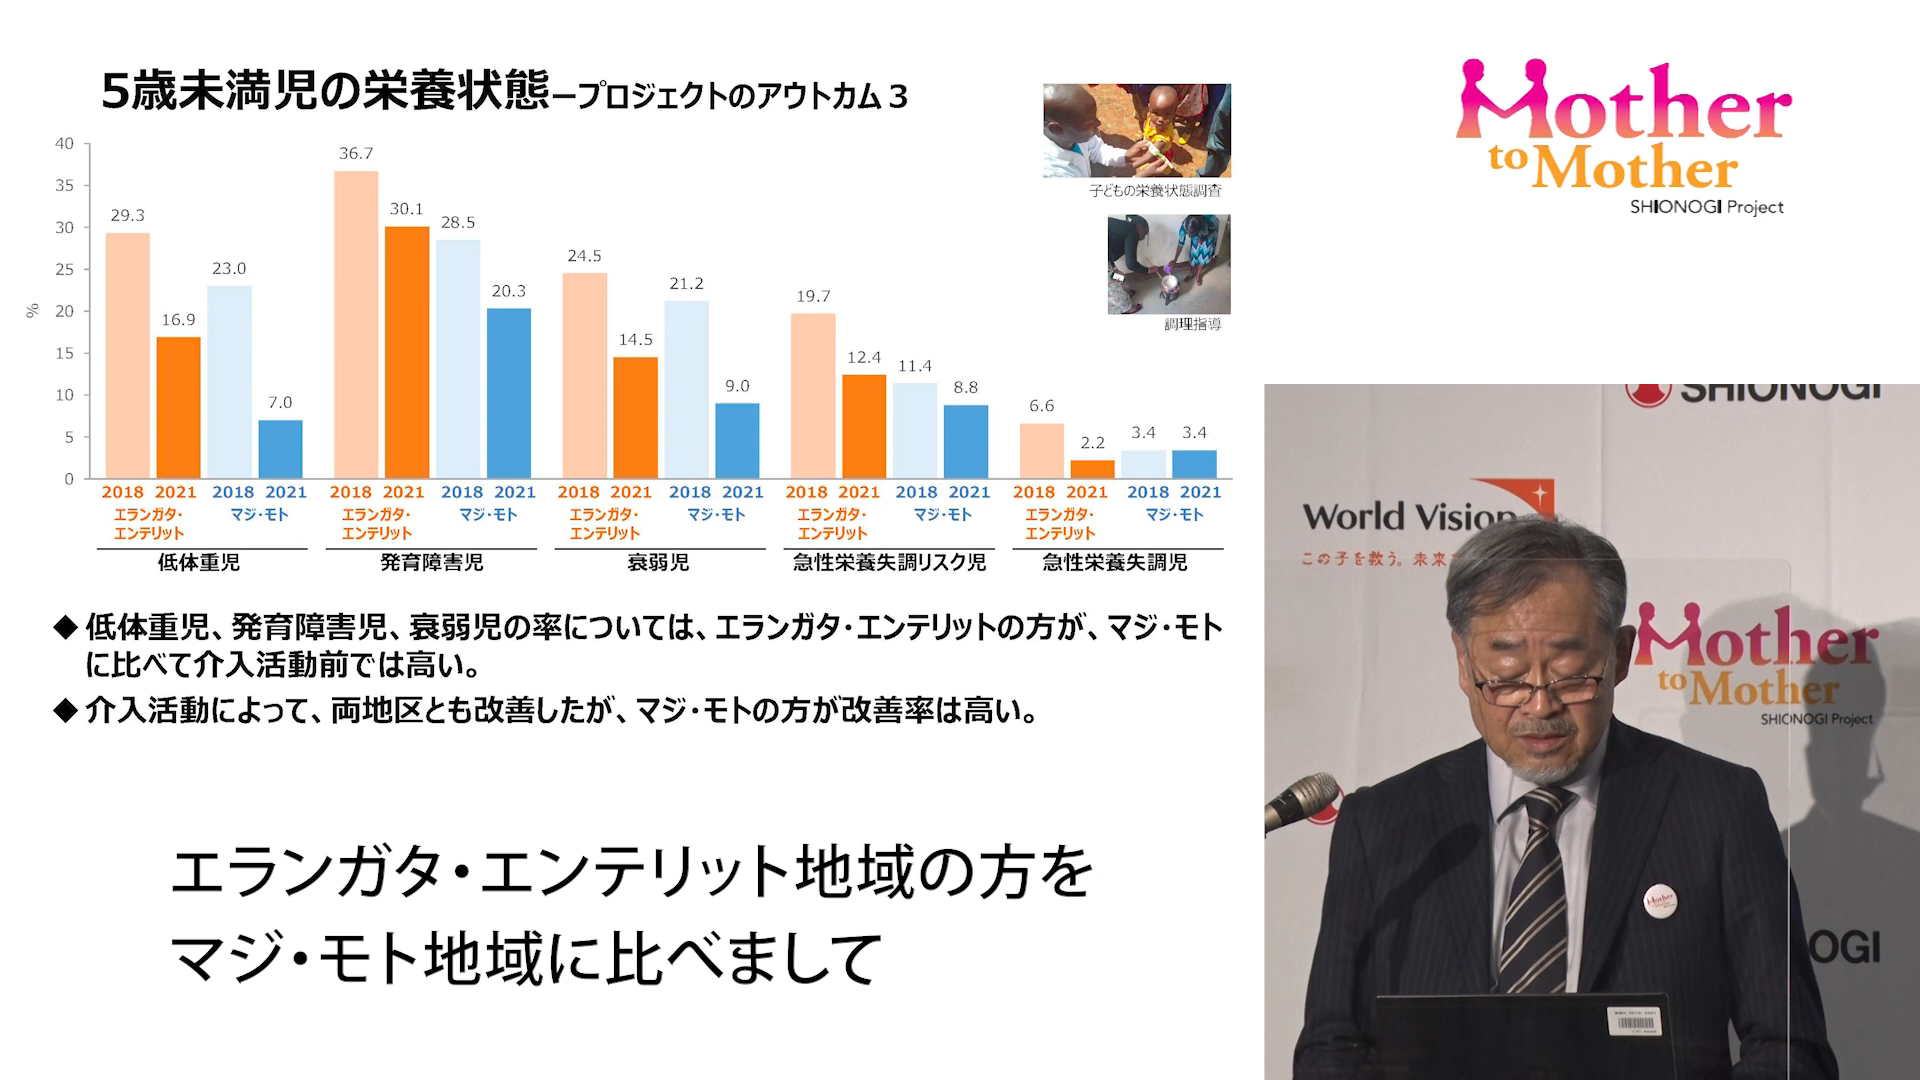 5歳未満児の栄養状態ープロジェクトのアウトカム3
Mother
to Mother
SHIONOGI Project
子どもの栄養状態調査
調理指導
%
40
35
30
25
20
15
10
5
0
29.3
16.9
23.0
7.0
36.7
30.1
28.5
20.3
24.5
14.5
21.2
9.0
19.7
12.4
11.4
8.8
6.6
2.2
3.4
3.4
2018 2021 2018 2021 2018 2021 2018 2021 2018 2021 2018 2021 2018 2021 2018 2021 2018 2021 2018 2021
エランガタ・ マジ・モト エランガタ・ マジ・モト エランガタ・ マジ・モト エランガタ・ マジ・モト エランガタ・ マジ・モト
エンテリット エンテリット エンテリット エンテリット エンテリット
低体重児 発育障害児 衰弱児 急性栄養失調リスク児 急性栄養失調児
◆ 低体重児、発育障害児、衰弱児の率については、エランガタ・エンテリットの方が、マジ・モト
に比べて介入活動前では高い。
◆ 介入活動によって、両地区とも改善したが、マジ・モトの方が改善率は高い。
エランガタ・エンテリット地域の方を
マジ・モト地域に比べまして
SHIONOGI
World Vision
この子を救う。未来
Mother
to Mother
SHIONOGI Project
OGI